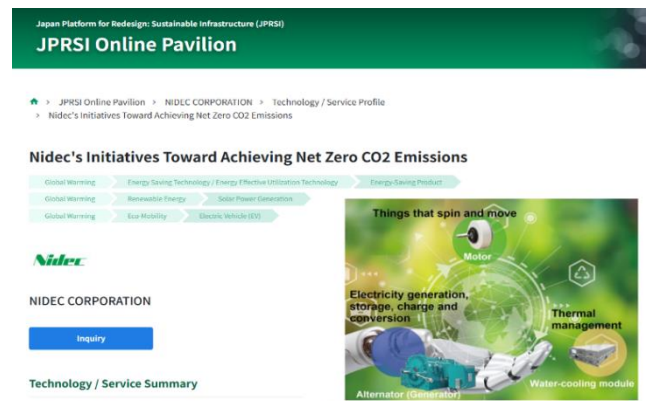 Japan Platform for Redesign: Sustainable Infrastructure (JPRSI)
JPRSI Online Pavilion
> JPRSI Online Pavilion > NIDEC CORPORATION > Technology / Service Profile
> Nidec's Initiatives Toward Achieving Net Zero CO2 Emissions
Nidec's Initiatives Toward Achieving Net Zero CO2 Emissions
Global Warming Energy Saving Technology / Energy Effective Utilization Technology Energy-Saving Product
Global Warming Renewable Energy Solar Power Generation
Global Warming Eco-Mobility Electric Vehicle (EV)
Nidec
NIDEC CORPORATION
Inquiry
Technology / Service Summary
Things that spin and move
Motor
Electricity generation,
storage, charge and
conversion
Thermal
management
Alternator (Generator)
Water-cooling module